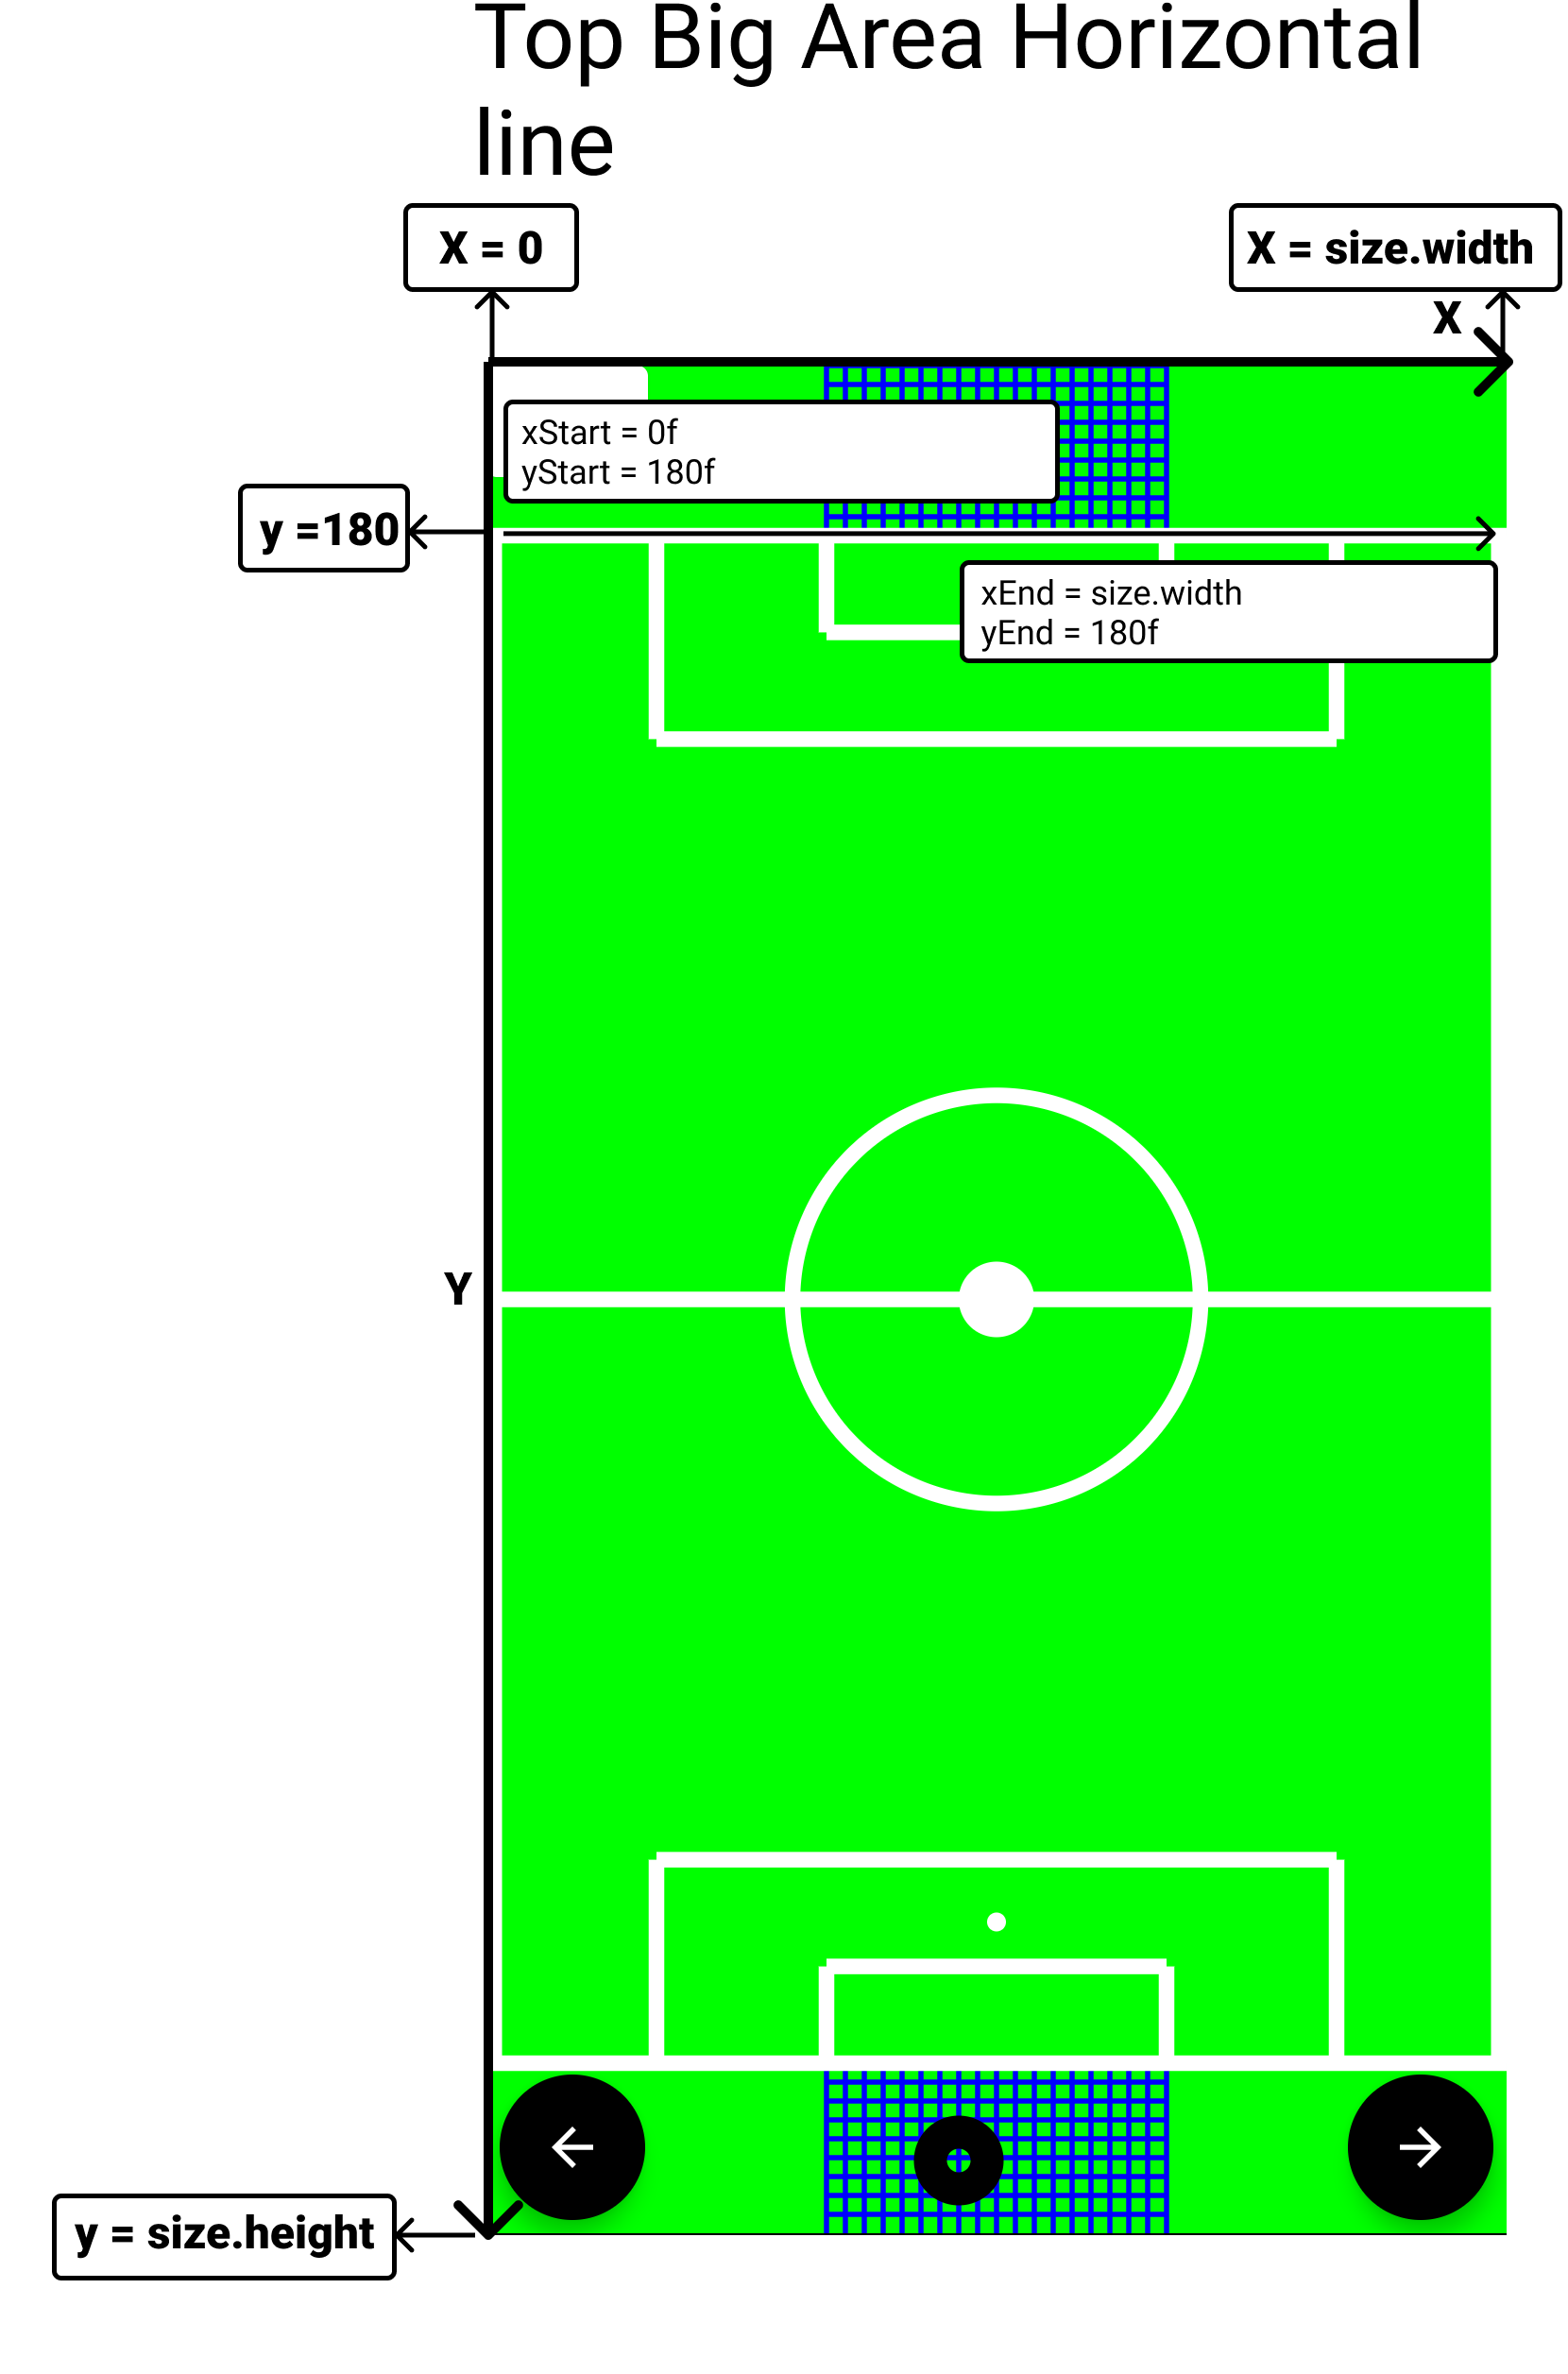 Top Big Area Horizontal
line
X = 0
X = size.width
X
xStart = 0f
yStart = 180f
y =180
xEnd = size.width
yEnd = 180f
Y
y = size.height